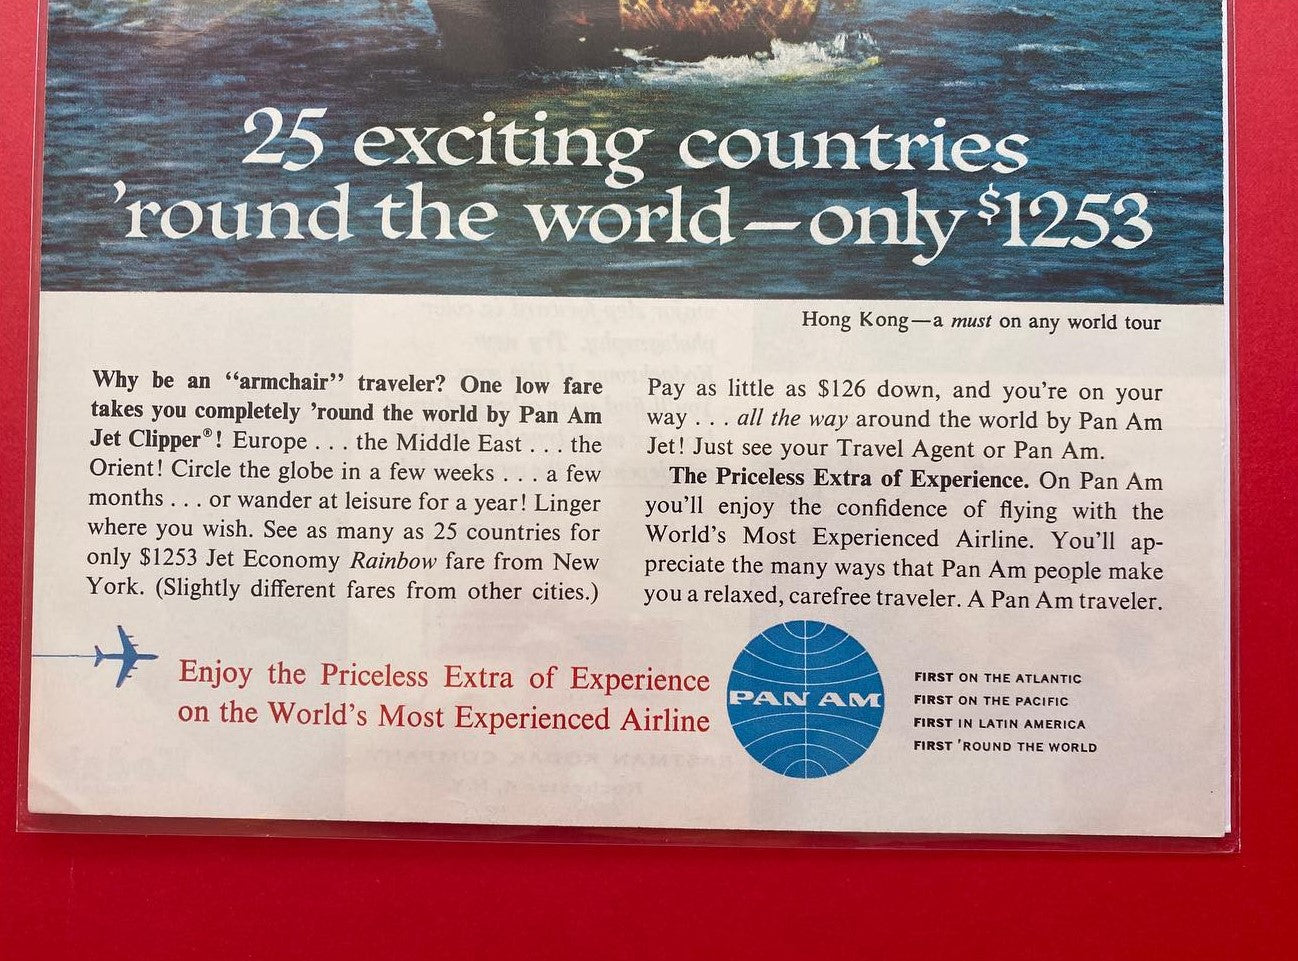 25 exciting countries
’round the world—only $1253
Hong Kong—a must on any world tour
Why be an “armchair” traveler? One low fare
takes you completely ’round the world by Pan Am
Jet Clipper®! Europe . . . the Middle East . . . the
Orient! Circle the globe in a few weeks . . . a few
months . . . or wander at leisure for a year! Linger
where you wish. See as many as 25 countries for
only $1253 Jet Economy Rainbow fare from New
York. (Slightly different fares from other cities.)
Pay as little as $126 down, and you’re on your
way . . . all the way around the world by Pan Am
Jet! Just see your Travel Agent or Pan Am.
The Priceless Extra of Experience. On Pan Am
you’ll enjoy the confidence of flying with the
World’s Most Experienced Airline. You’ll ap-
preciate the many ways that Pan Am people make
you a relaxed, carefree traveler. A Pan Am traveler.
Enjoy the Priceless Extra of Experience
on the World’s Most Experienced Airline
PAN AM
FIRST ON THE ATLANTIC
FIRST ON THE PACIFIC
FIRST IN LATIN AMERICA
FIRST ’ROUND THE WORLD